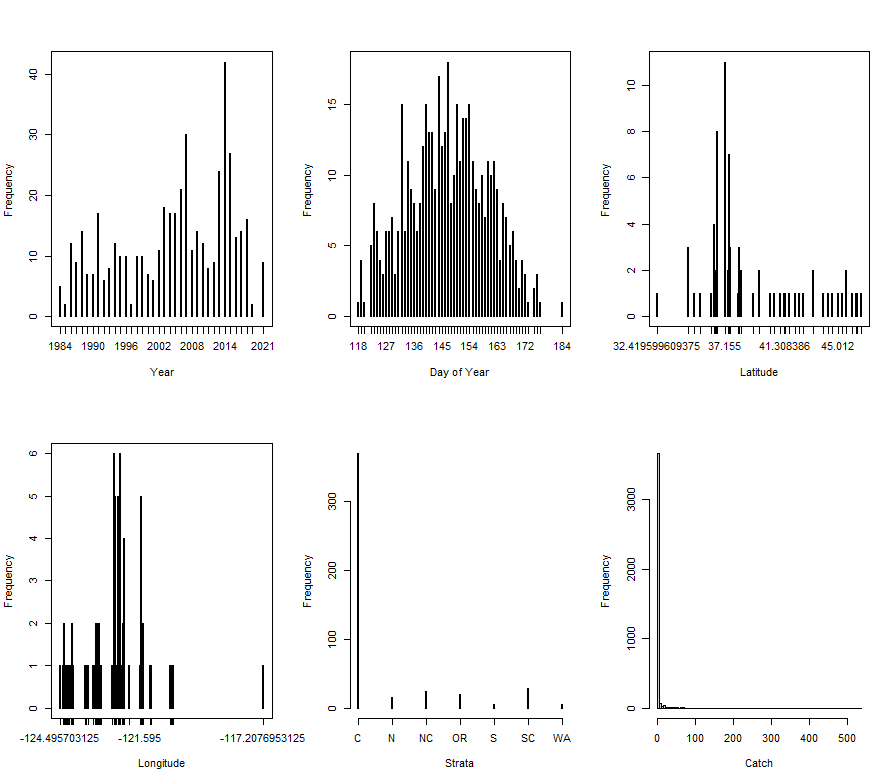 Frequency
40
30
20
10
0
1984 1990 1996 2002 2008 2014 2021
Year
Frequency
15
10
5
0
118 127 136 145 154 163 172 184
Day of Year
Frequency
10
8
6
4
2
0
32.419599609375 37.155 41.308386 45.012
Latitude
Frequency
6
5
4
3
2
1
0
-124.495703125 -121.595 -117.2076953125
Longitude
Frequency
300
200
100
0
C N NC OR S SC WA
Strata
Frequency
3000
2000
1000
0
0 100 200 300 400 500
Catch